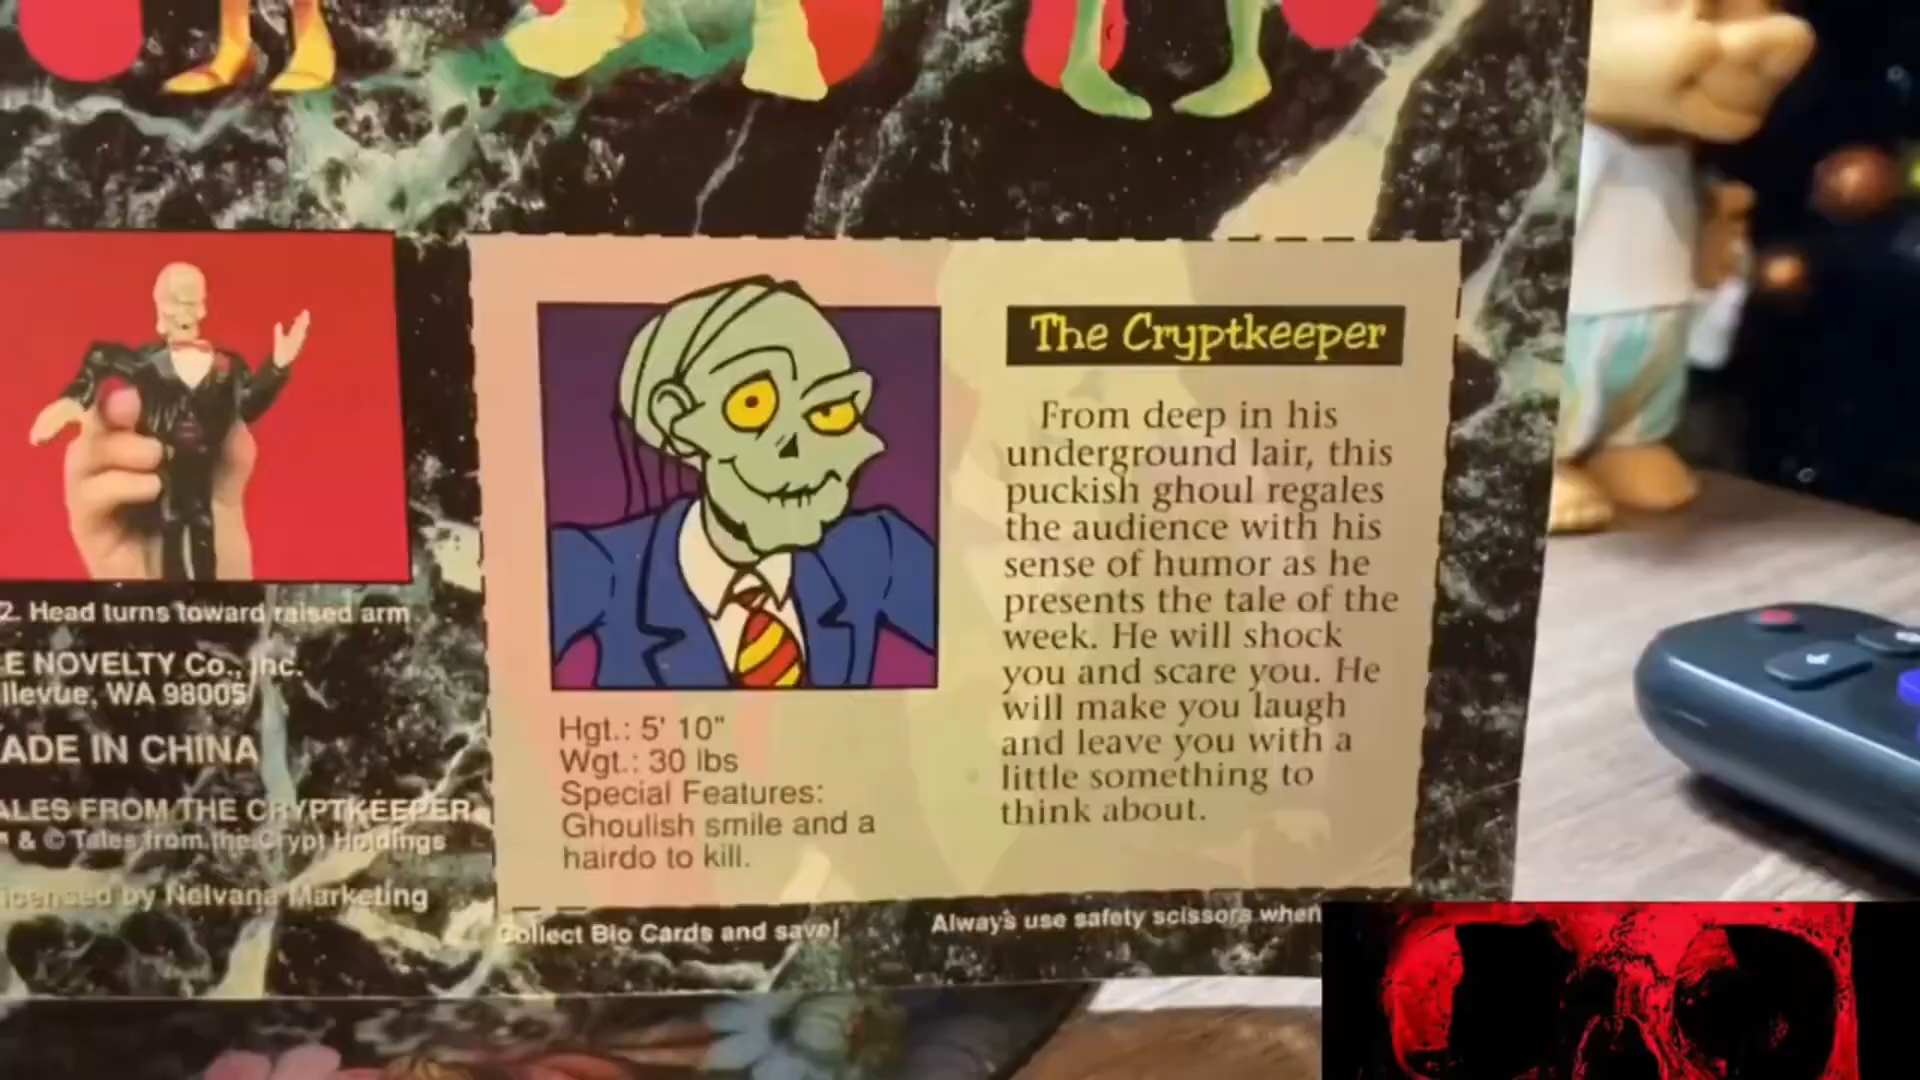 2. Head turns toward raised arm
E NOVELTY Co., Inc.
llevue, WA 98005
ADE IN CHINA
ALES FROM THE CRYPTKEEPER
& © Tales from the Crypt Holdings
icensed by Nelvana Marketing
Hgt.: 5' 10"
Wgt.: 30 lbs
Special Features:
Ghoulish smile and a
hairdo to kill.
The Cryptkeeper
From deep in his
underground lair, this
puckish ghoul regales
the audience with his
sense of humor as he
presents the tale of the
week. He will shock
you and scare you. He
will make you laugh
and leave you with a
little something to
think about.
Collect Bio Cards and save!
Always use safety scissors when